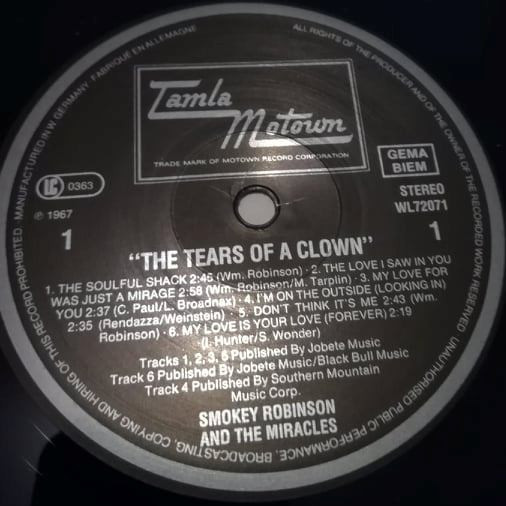 MANUFACTURED IN W. GERMANY · FABRIQUÉ EN ALLEMAGNE
ALL RIGHTS OF THE PRODUCER AND OF THE OWNER OF THE RECORDED WORK RESERVED
UNAUTHORISED PUBLIC PERFORMANCE, BROADCASTING, COPYING AND HIRING OF THIS RECORD PROHIBITED.
Tamla
Motown
TRADE MARK OF MOTOWN RECORD CORPORATION
LC 0363
GEMA
BIEM
℗ 1967
STEREO
WL72071
1
1
"THE TEARS OF A CLOWN"
1. THE SOULFUL SHACK 2:45 (Wm. Robinson) · 2. THE LOVE I SAW IN YOU
WAS JUST A MIRAGE 2:58 (Wm. Robinson/M. Tarplin) · 3. MY LOVE FOR
YOU 2:37 (C. Paul/L. Broadnax) · 4. I'M ON THE OUTSIDE (LOOKING IN)
2:35 (Rendazza/Weinstein) · 5. DON'T THINK IT'S ME 2:43 (Wm.
Robinson) · 6. MY LOVE IS YOUR LOVE (FOREVER) 2:19
(I. Hunter/S. Wonder)
Tracks 1, 2, 3, 5 Published By Jobete Music
Track 6 Published By Jobete Music/Black Bull Music
Track 4 Published By Southern Mountain
Music Corp.
SMOKEY ROBINSON
AND THE MIRACLES